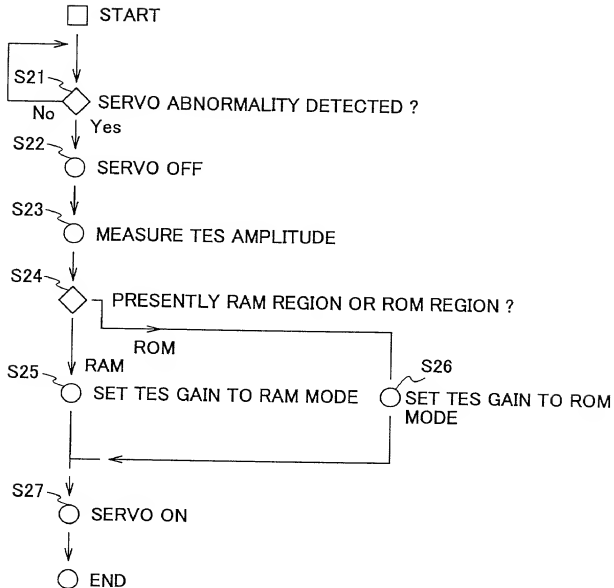 START
S21
SERVO ABNORMALITY DETECTED ?
No
Yes
S22
SERVO OFF
S23
MEASURE TES AMPLITUDE
S24
PRESENTLY RAM REGION OR ROM REGION ?
ROM
RAM
S25
SET TES GAIN TO RAM MODE
S26
SET TES GAIN TO ROM
MODE
S27
SERVO ON
END